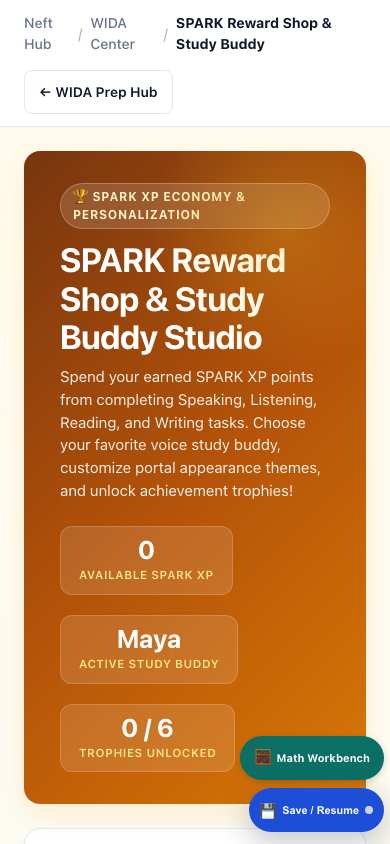 Neft Hub / WIDA Center / SPARK Reward Shop & Study Buddy
← WIDA Prep Hub
🏆 SPARK XP ECONOMY &
PERSONALIZATION
SPARK Reward
Shop & Study
Buddy Studio
Spend your earned SPARK XP points
from completing Speaking, Listening,
Reading, and Writing tasks. Choose
your favorite voice study buddy,
customize portal appearance themes,
and unlock achievement trophies!
0
AVAILABLE SPARK XP
Maya
ACTIVE STUDY BUDDY
0 / 6
TROPHIES UNLOCKED
🧮 Math Workbench
💾 Save / Resume